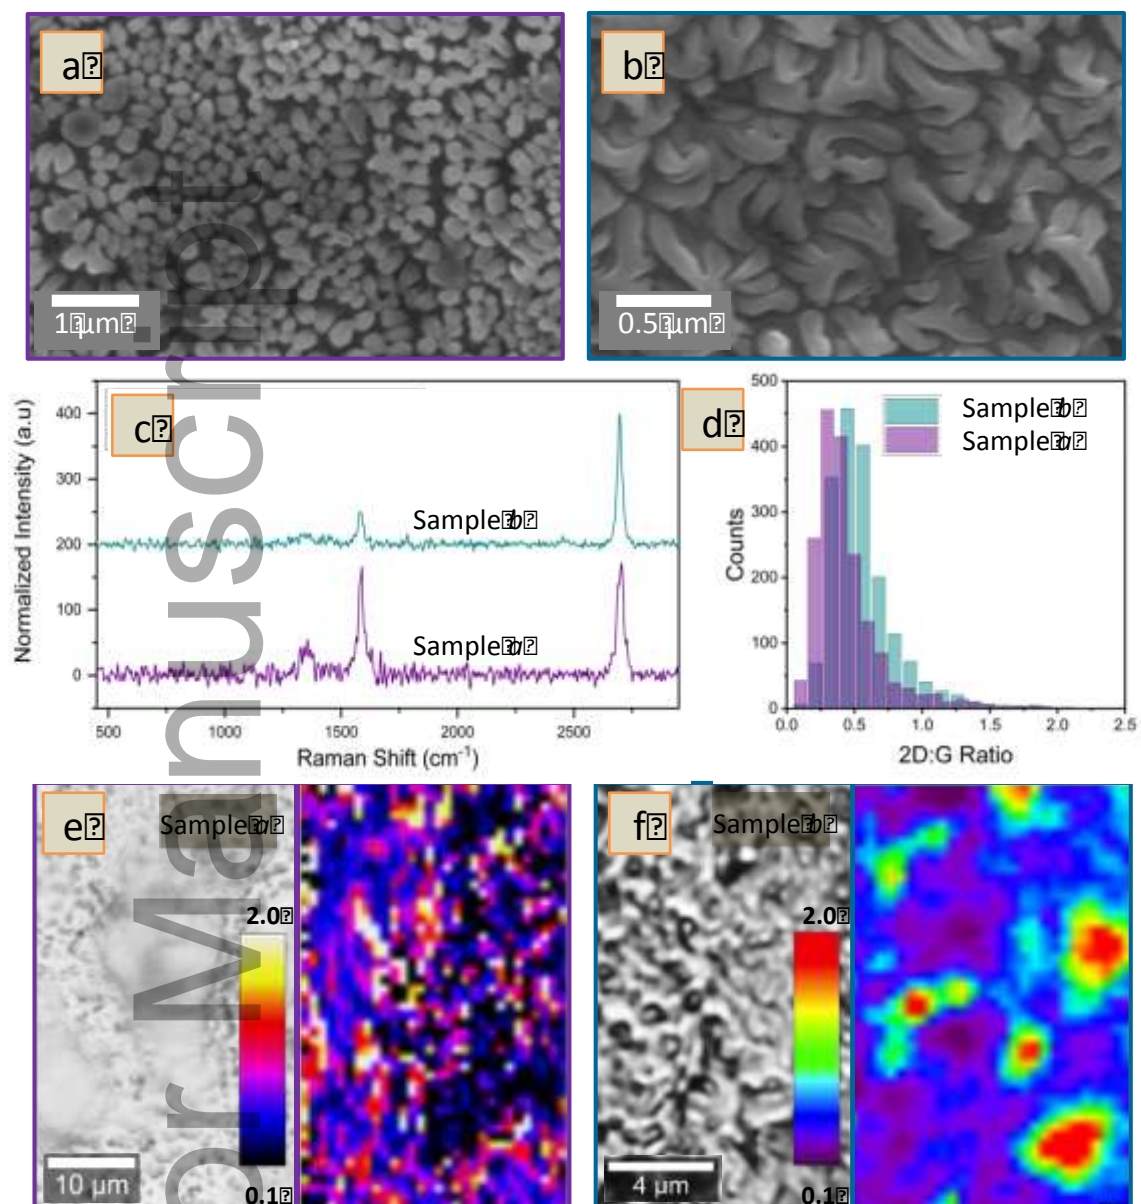 a
b
1 µm
0.5 µm
c
Normalized Intensity (a.u)
400
300
200
100
0
Sample b
Sample a
500
1000
1500
2000
2500
Raman Shift (cm⁻¹)
d
Counts
500
400
300
200
100
0
Sample b
Sample a
0.0
0.5
1.0
1.5
2.0
2.5
2D:G Ratio
e
Sample a
2.0
0.1
10 µm
f
Sample b
2.0
0.1
4 µm
or Manuscript